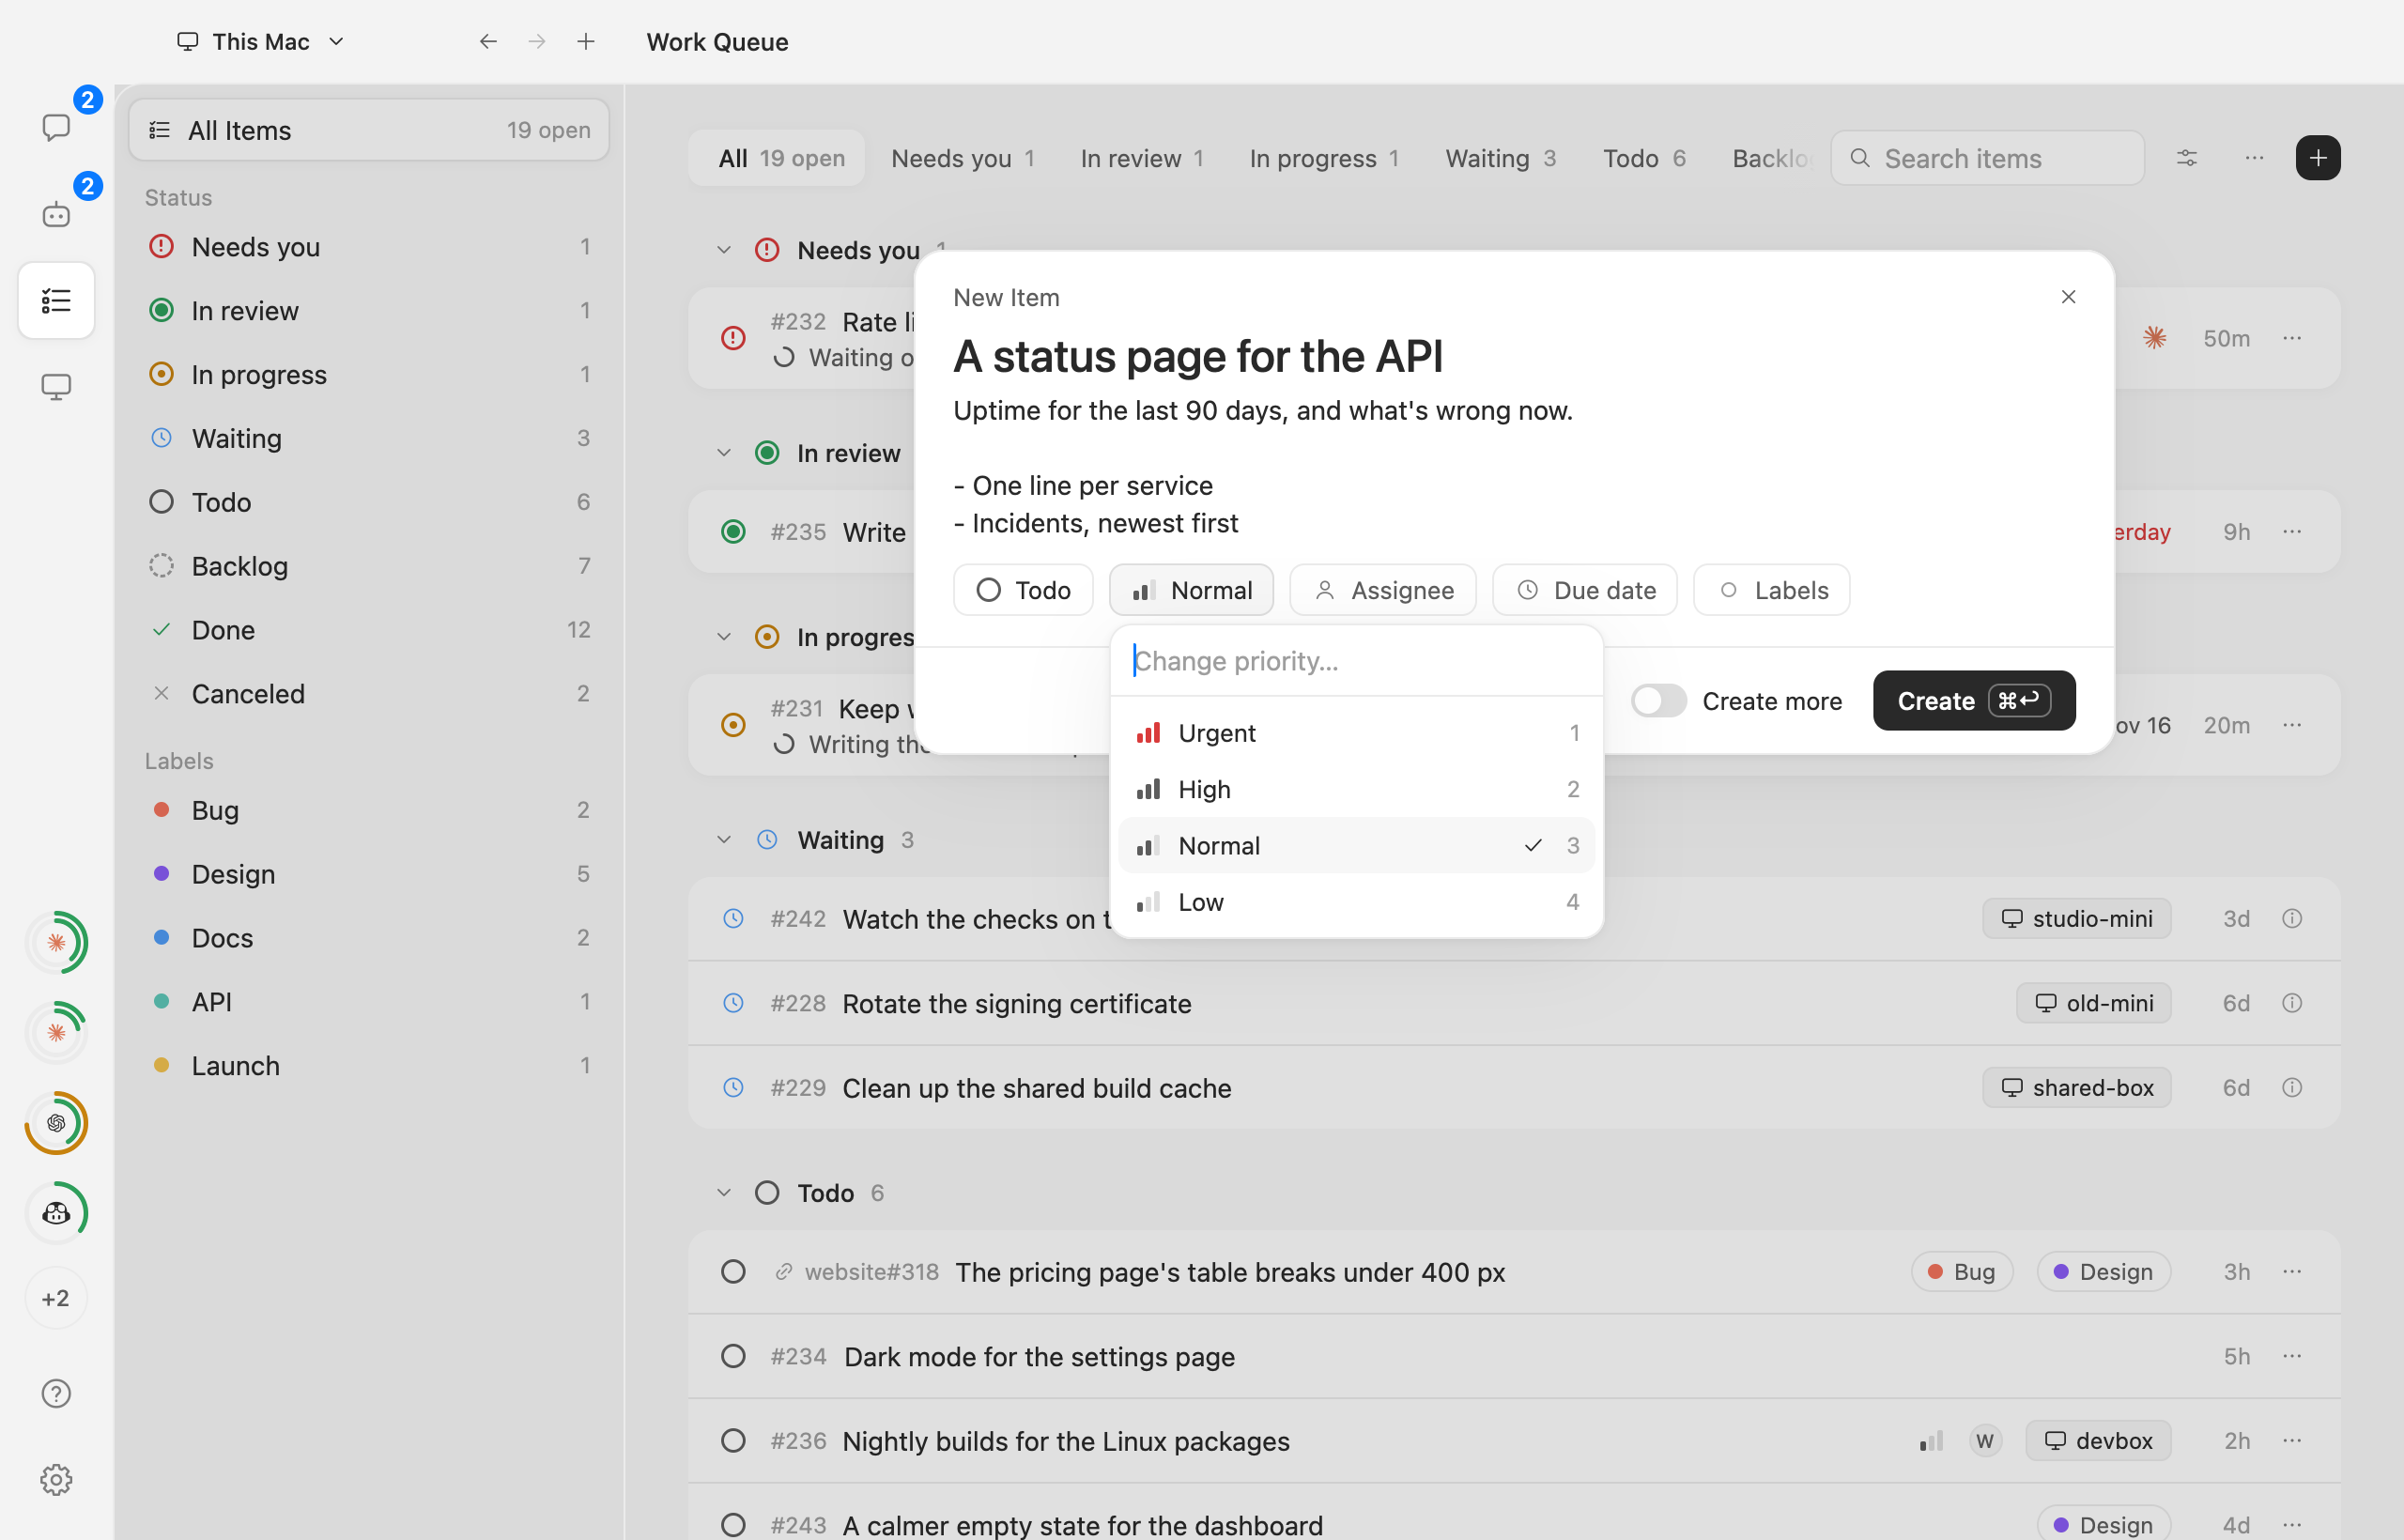 This Mac
Work Queue
2
2
+2
All Items 19 open
Status
Needs you 1
In review 1
In progress 1
Waiting 3
Todo 6
Backlog 7
Done 12
Canceled 2
Labels
Bug 2
Design 5
Docs 2
API 1
Launch 1
All 19 open Needs you 1 In review 1 In progress 1 Waiting 3 Todo 6 Search items
Needs you 1
#232 50m
Waiting
In review
#235 Write 9h
In progress
#231 Keep 16 20m
Writing
New Item
A status page for the API
Uptime for the last 90 days, and what's wrong now.
- One line per service
- Incidents, newest first
Todo Normal Assignee Due date Labels
Change priority...
Urgent 1
High 2
Normal 3
Low 4
Create more Create ⌘↩
Waiting 3
#242 Watch the checks on studio-mini 3d
#228 Rotate the signing certificate old-mini 6d
#229 Clean up the shared build cache shared-box 6d
Todo 6
website#318 The pricing page's table breaks under 400 px Bug Design 3h
#234 Dark mode for the settings page 5h
#236 Nightly builds for the Linux packages W devbox 2h
#243 A calmer empty state for the dashboard Design 4d